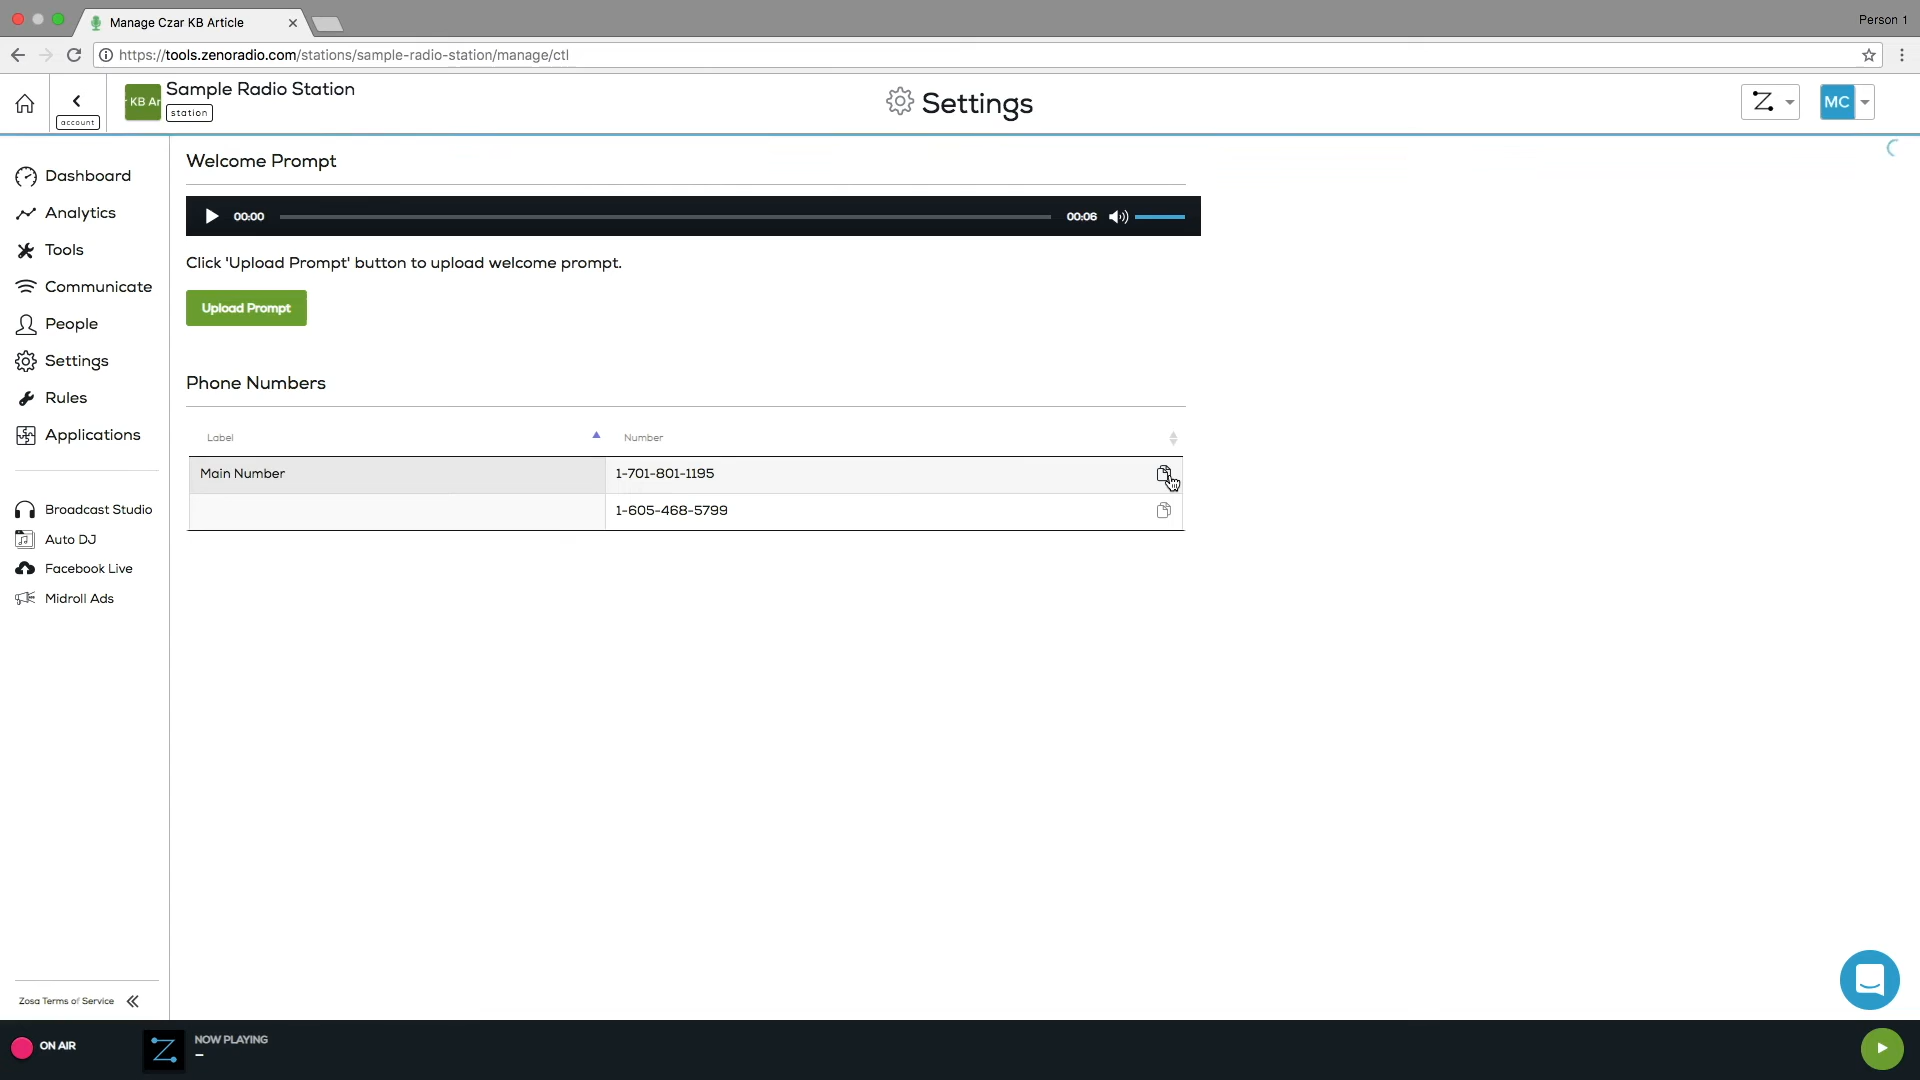 Manage Czar KB Article
Person 1
https://tools.zenoradio.com/stations/sample-radio-station/manage/ctl
account
KB Ar
Sample Radio Station
station
Settings
MC
Dashboard
Analytics
Tools
Communicate
People
Settings
Rules
Applications
Broadcast Studio
Auto DJ
Facebook Live
Midroll Ads
Zosa Terms of Service
Welcome Prompt
00:00
00:06
Click 'Upload Prompt' button to upload welcome prompt.
Upload Prompt
Phone Numbers
Label Number
Main Number 1-701-801-1195
1-605-468-5799
ON AIR
NOW PLAYING
–